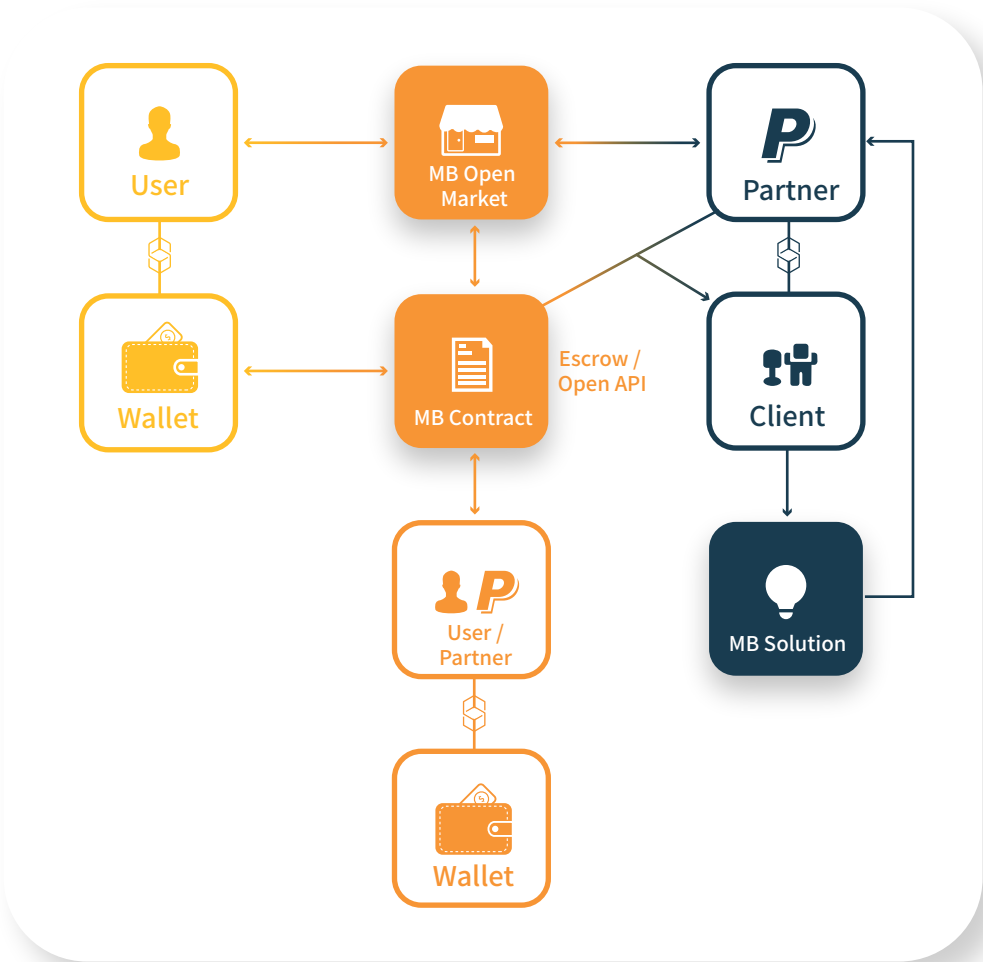 User
MB Open
Market
Partner
Wallet
MB Contract
Escrow /
Open API
Client
User /
Partner
MB Solution
Wallet